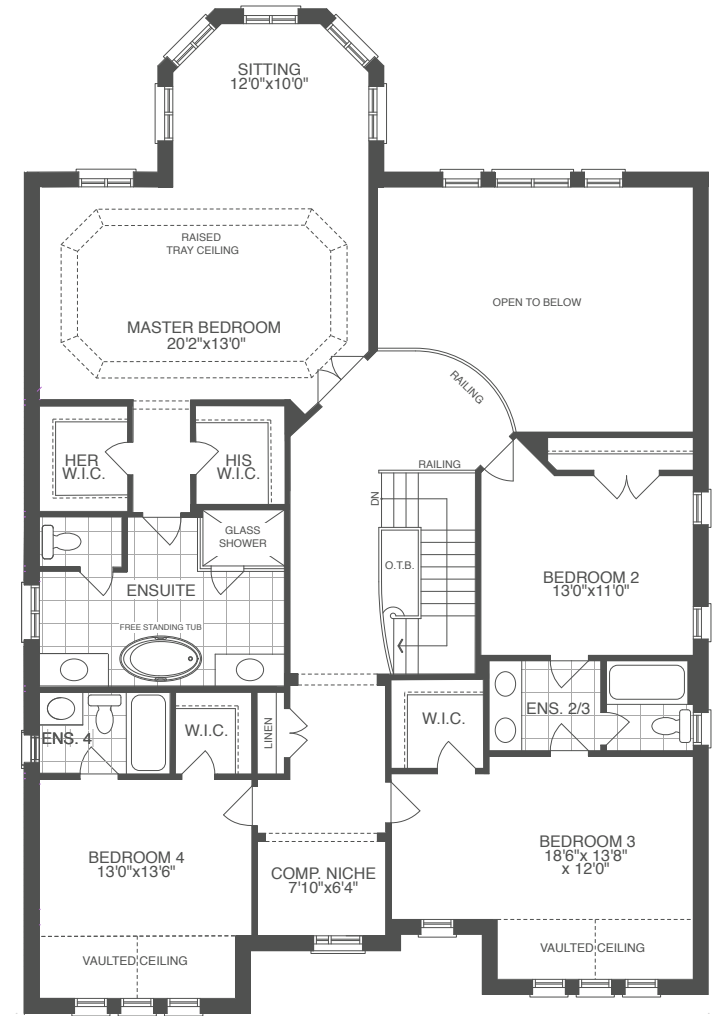 SITTING
12'0"x10'0"
RAISED
TRAY CEILING
OPEN TO BELOW
MASTER BEDROOM
20'2"x13'0"
RAILING
HER
W.I.C.
HIS
W.I.C.
RAILING
DN
GLASS
SHOWER
O.T.B.
BEDROOM 2
13'0"x11'0"
ENSUITE
FREE STANDING TUB
ENS. 4
W.I.C.
LINEN
W.I.C.
ENS. 2/3
BEDROOM 4
13'0"x13'6"
COMP. NICHE
7'10"x6'4"
BEDROOM 3
18'6"x 13'8"
x 12'0"
VAULTED CEILING
VAULTED CEILING